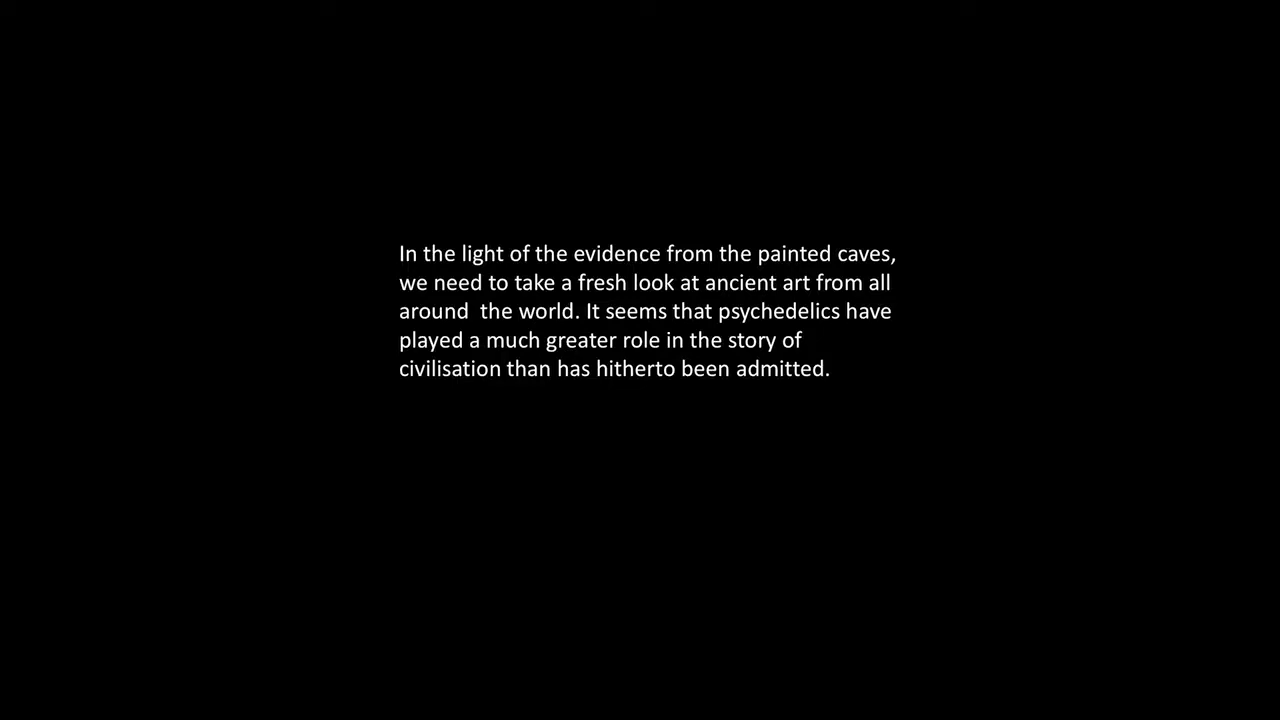 In the light of the evidence from the painted caves,
we need to take a fresh look at ancient art from all
around  the world. It seems that psychedelics have
played a much greater role in the story of
civilisation than has hitherto been admitted.